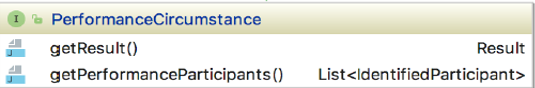 I PerformanceCircumstance
getResult() Result
getPerformanceParticipants() List<IdentifiedParticipant>